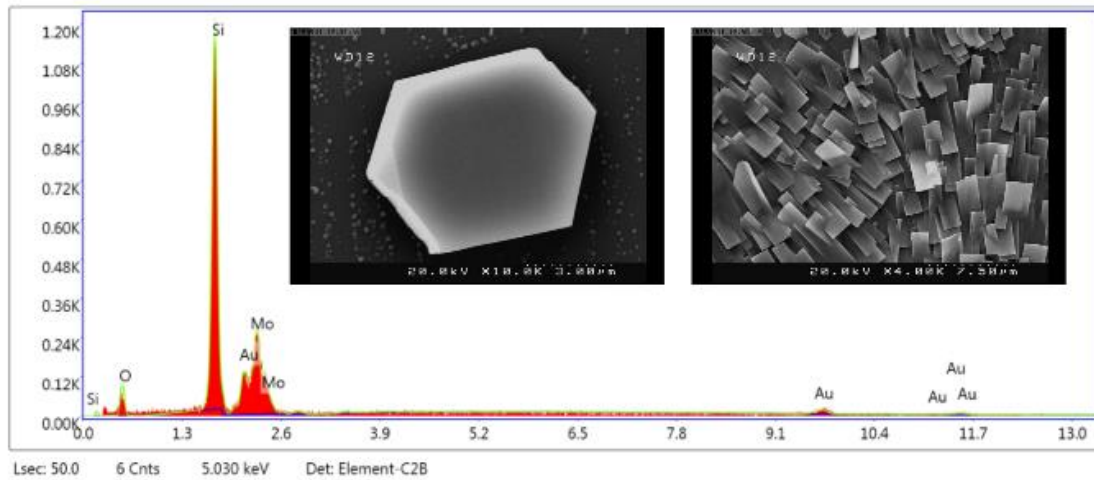 1.20K
1.08K
0.96K
0.84K
0.72K
0.60K
0.48K
0.36K
0.24K
0.12K
0.00K
Si
Si
O
Au
Mo
Mo
Au
Au
Au
Au
WD12
20.0kV X10.0K 3.00µm
WD12
20.0kV X4.00K 7.50µm
0.0 1.3 2.6 3.9 5.2 6.5 7.8 9.1 10.4 11.7 13.0
Lsec: 50.0 6 Cnts 5.030 keV Det: Element-C2B